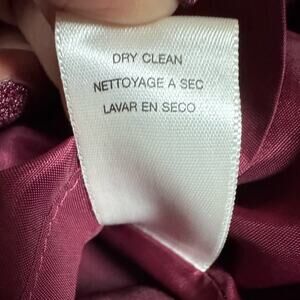 DRY CLEAN
NETTOYAGE A SEC
LAVAR EN SECO